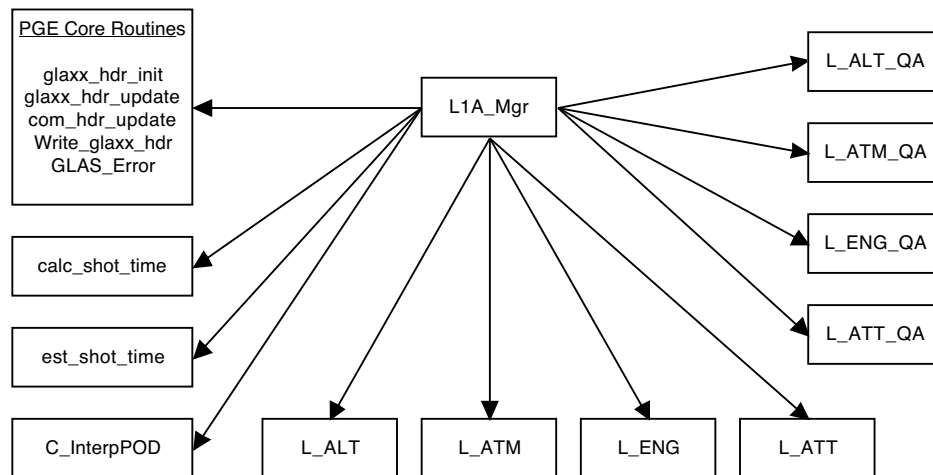 PGE Core Routines
glaxx_hdr_init
glaxx_hdr_update
com_hdr_update
Write_glaxx_hdr
GLAS_Error
L1A_Mgr
L_ALT_QA
L_ATM_QA
L_ENG_QA
L_ATT_QA
calc_shot_time
est_shot_time
C_InterpPOD
L_ALT
L_ATM
L_ENG
L_ATT